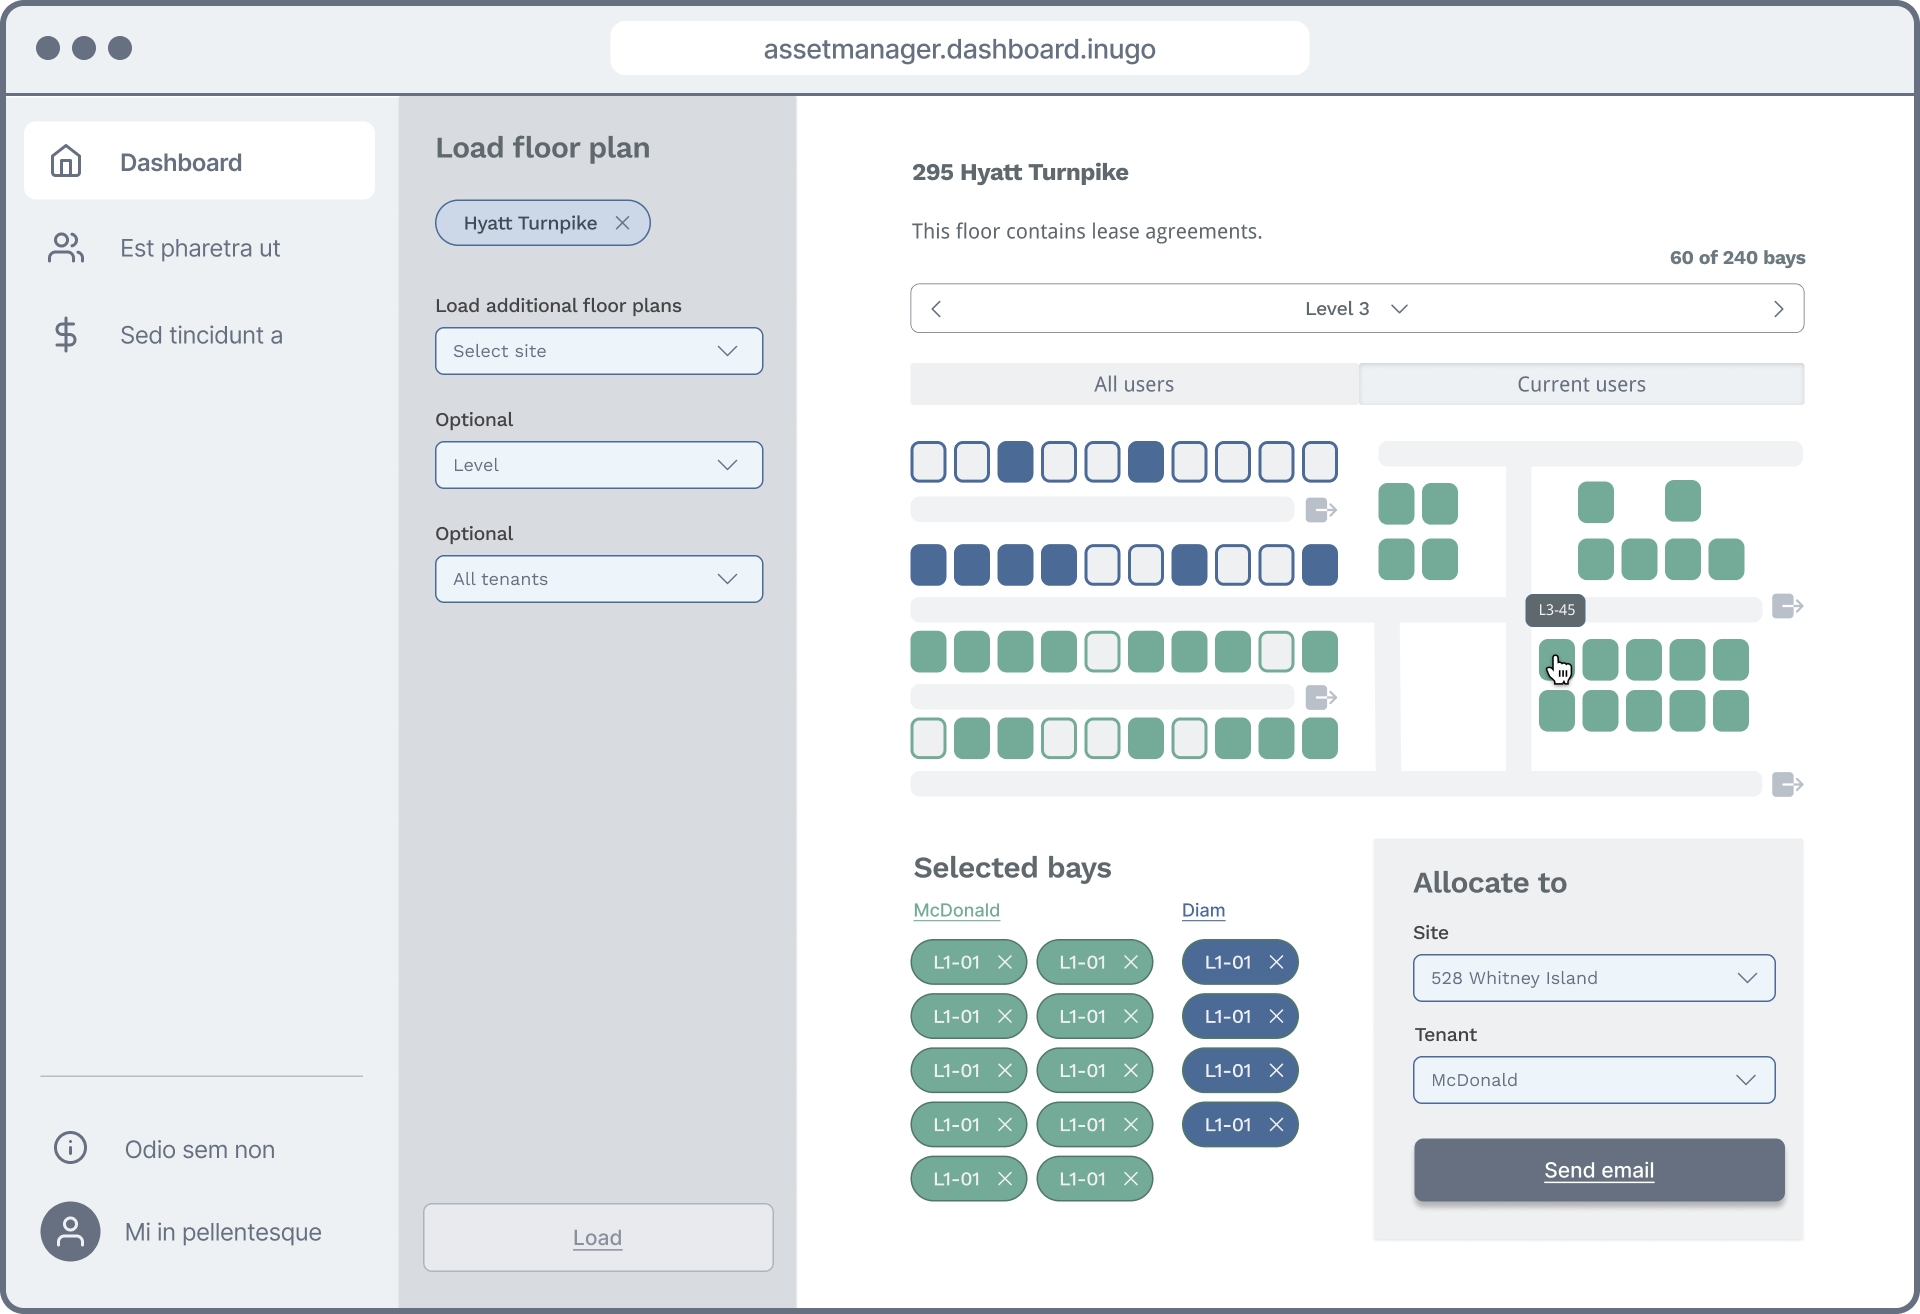 assetmanager.dashboard.inugo
Dashboard
Est pharetra ut
Sed tincidunt a
Odio sem non
Mi in pellentesque
Load floor plan
Hyatt Turnpike
Load additional floor plans
Select site
Optional
Level
Optional
All tenants
Load
295 Hyatt Turnpike
This floor contains lease agreements.
60 of 240 bays
Level 3
All users
Current users
L3-45
Selected bays
McDonald
Diam
L1-01 L1-01 L1-01
L1-01 L1-01 L1-01
L1-01 L1-01 L1-01
L1-01 L1-01 L1-01
L1-01 L1-01
Allocate to
Site
528 Whitney Island
Tenant
McDonald
Send email